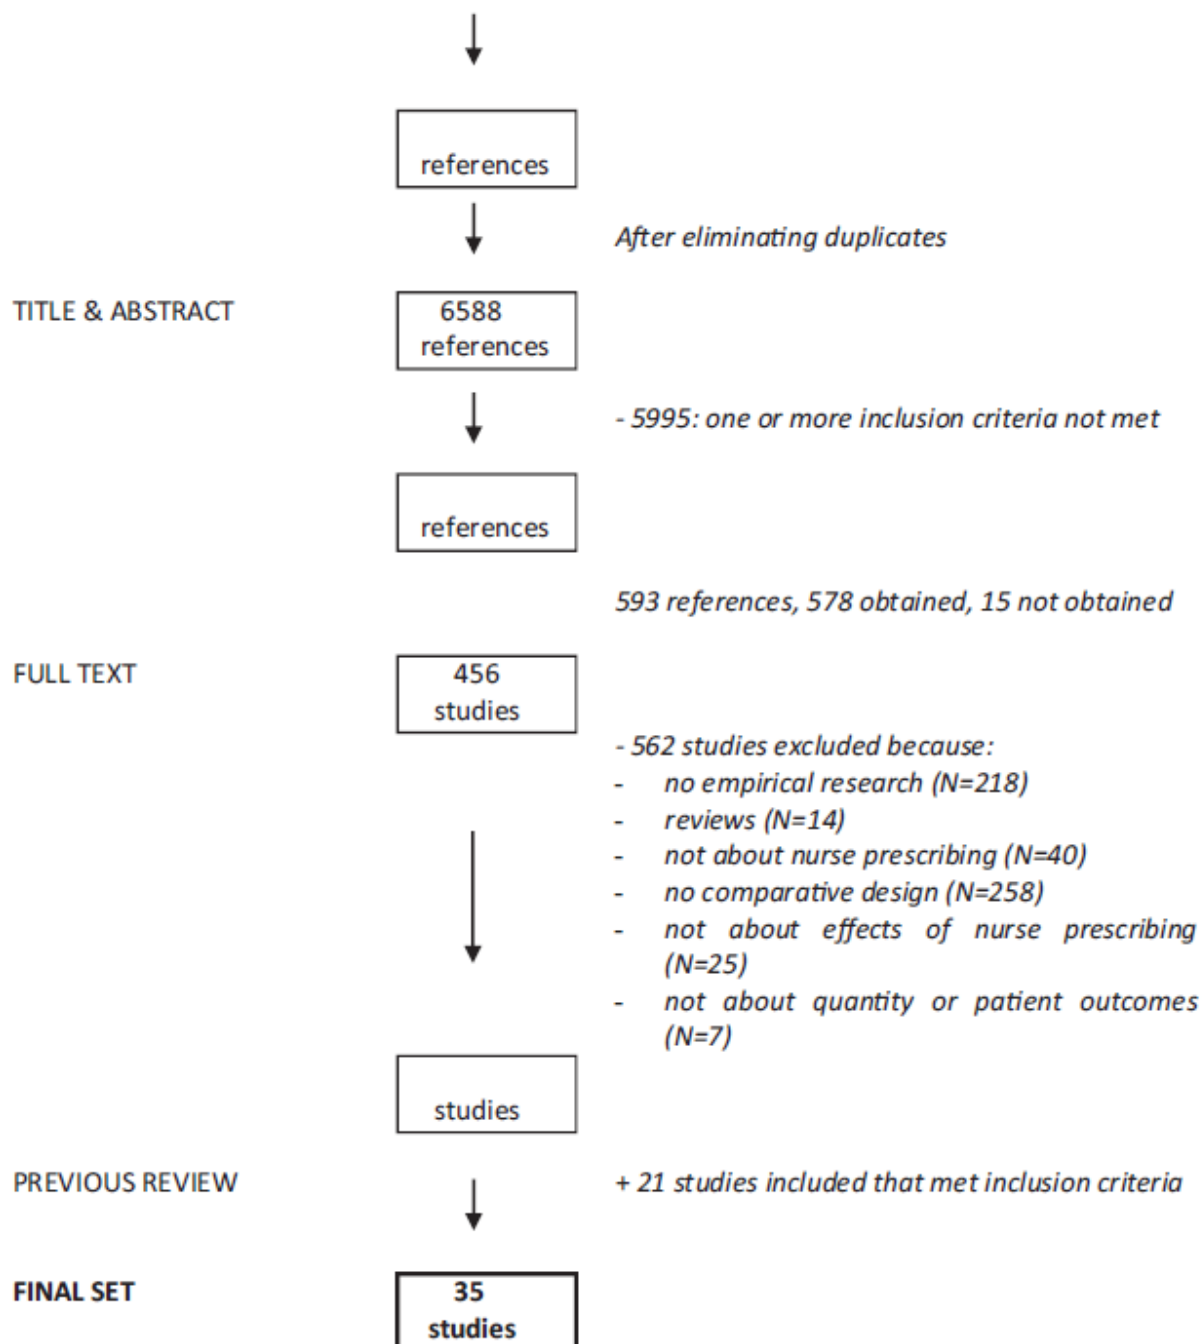 references
After eliminating duplicates
TITLE & ABSTRACT
6588
references
- 5995: one or more inclusion criteria not met
references
593 references, 578 obtained, 15 not obtained
FULL TEXT
456
studies
- 562 studies excluded because:
- no empirical research (N=218)
- reviews (N=14)
- not about nurse prescribing (N=40)
- no comparative design (N=258)
- not about effects of nurse prescribing
(N=25)
- not about quantity or patient outcomes
(N=7)
studies
PREVIOUS REVIEW
+ 21 studies included that met inclusion criteria
FINAL SET
35
studies